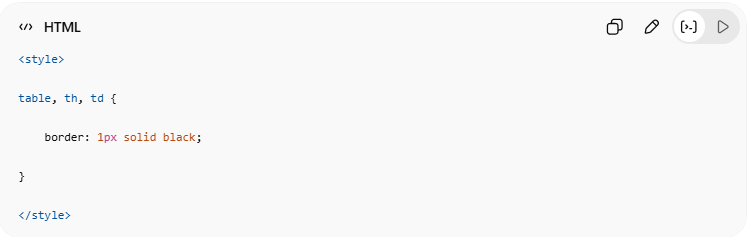 HTML
<style>
table, th, td {
    border: 1px solid black;
}
</style>